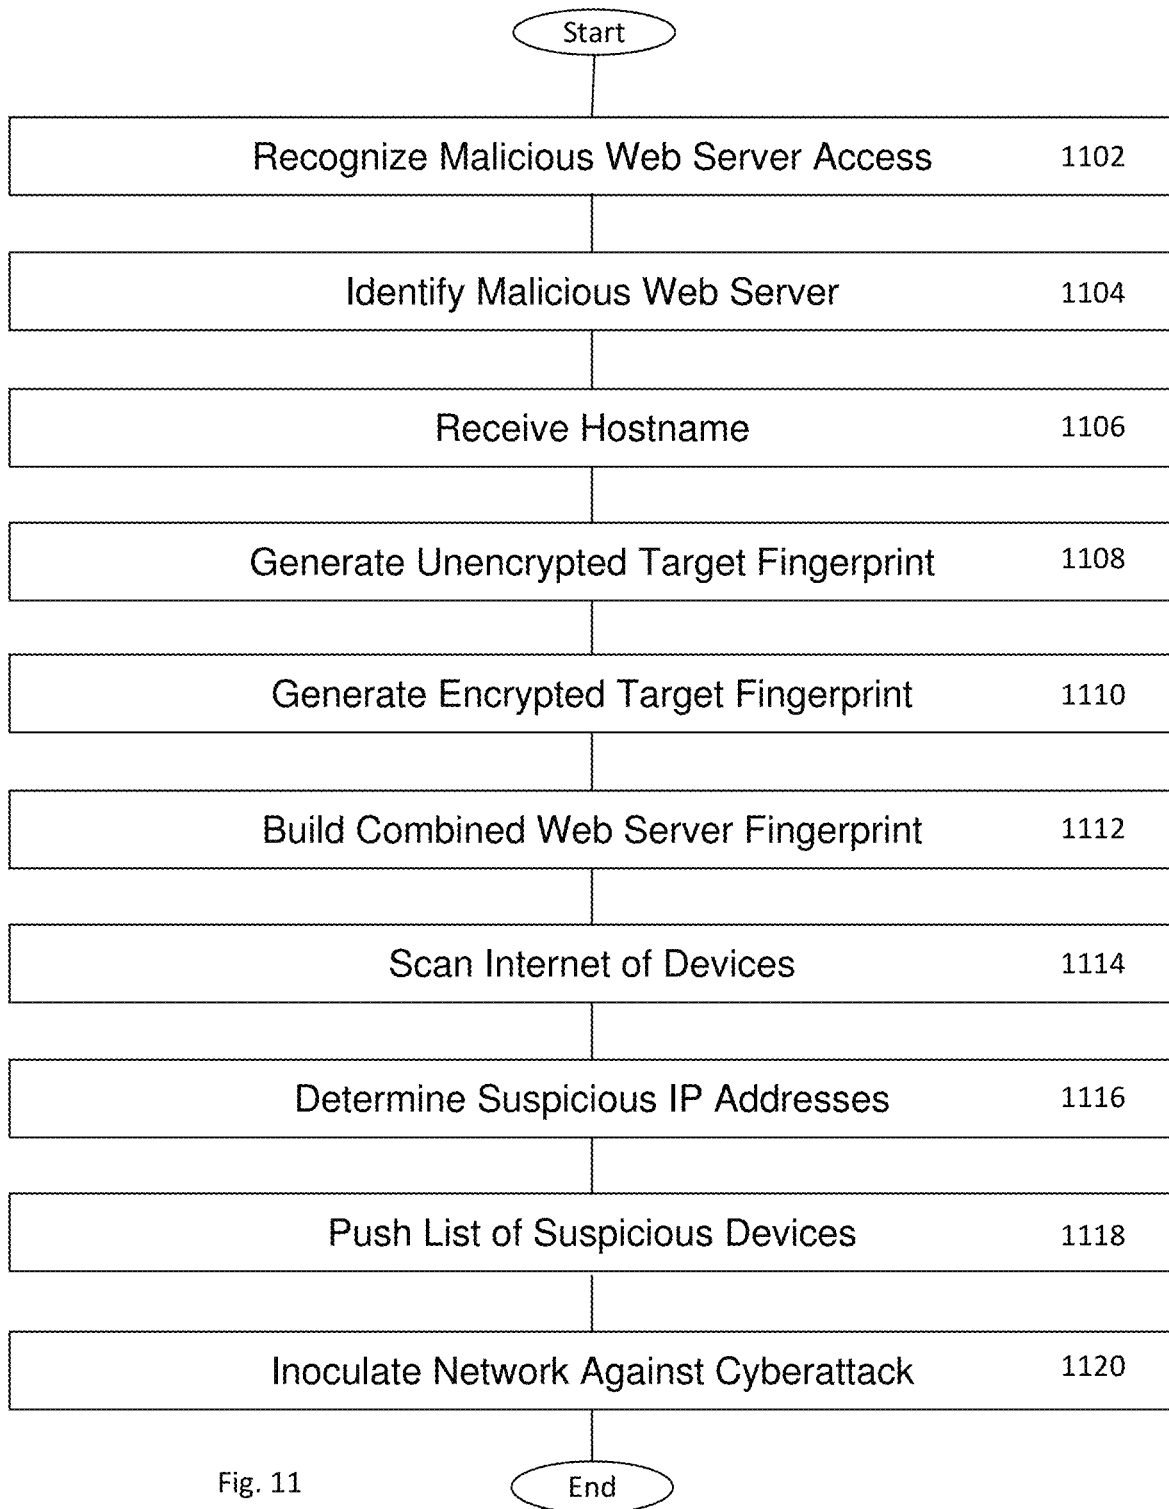 Start
Recognize Malicious Web Server Access 1102
Identify Malicious Web Server 1104
Receive Hostname 1106
Generate Unencrypted Target Fingerprint 1108
Generate Encrypted Target Fingerprint 1110
Build Combined Web Server Fingerprint 1112
Scan Internet of Devices 1114
Determine Suspicious IP Addresses 1116
Push List of Suspicious Devices 1118
Inoculate Network Against Cyberattack 1120
Fig. 11
End